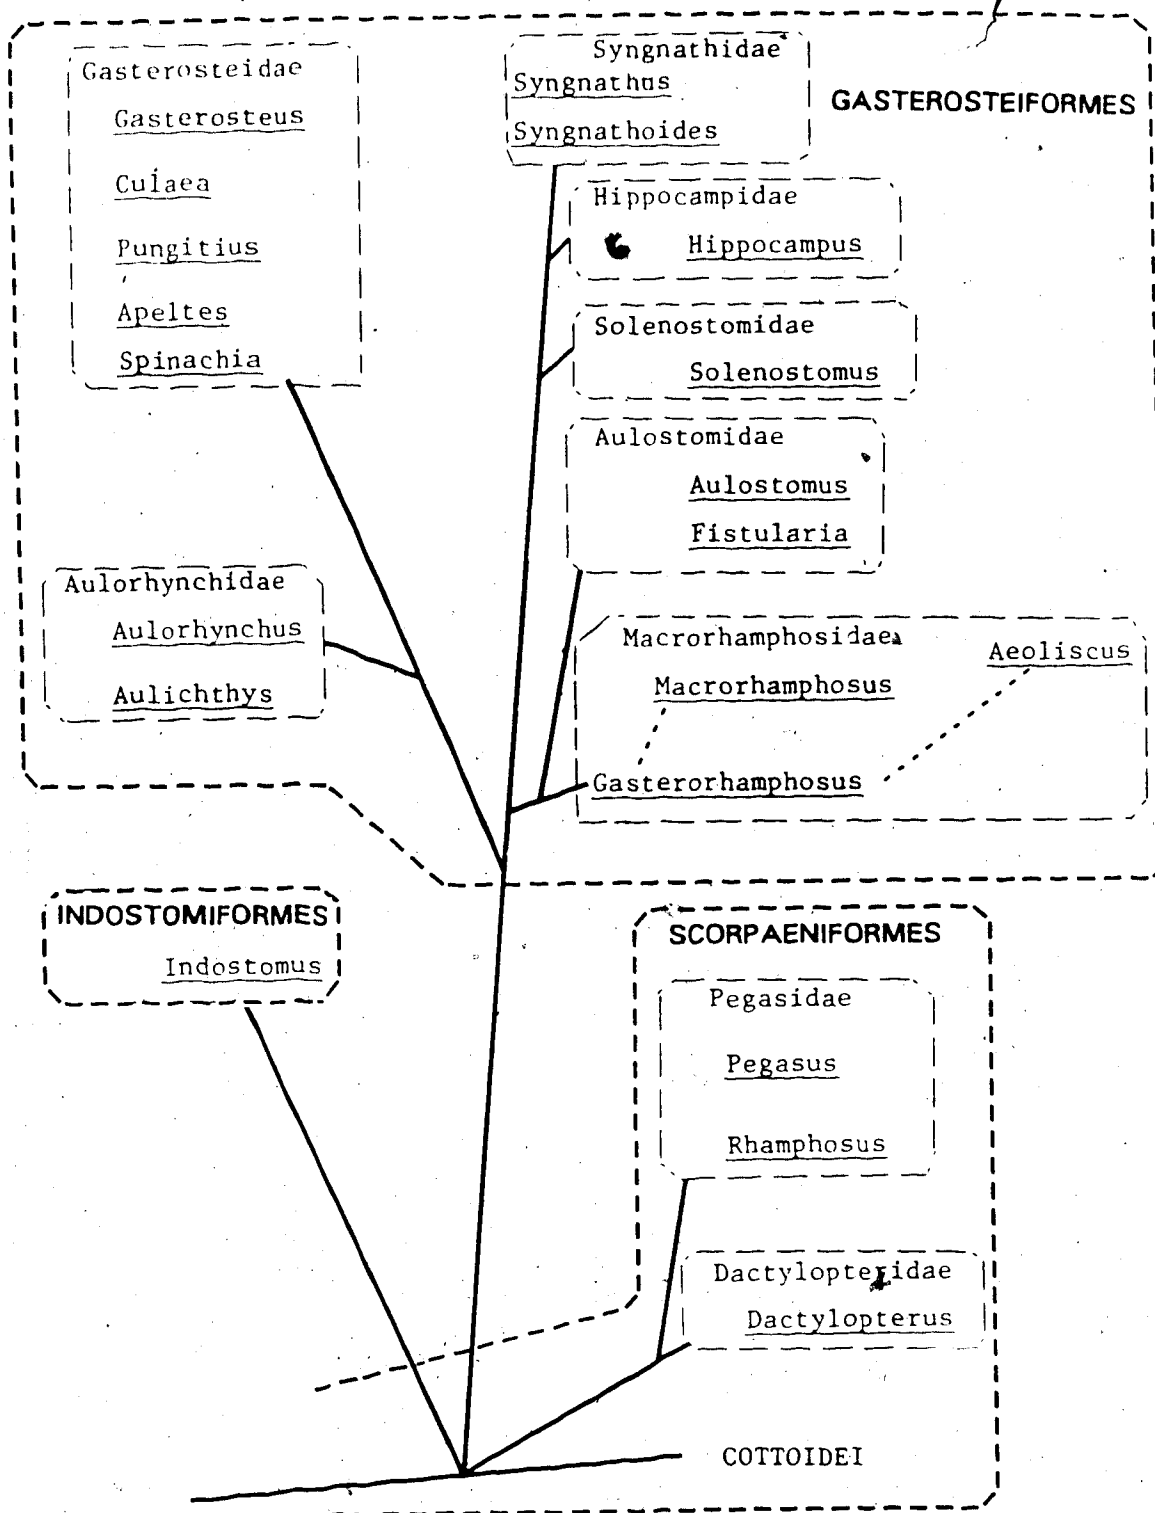 Gasterosteidae
Gasterosteus
Culaea
Pungitius
Apeltes
Spinachia
Syngnathidae
Syngnathus
Syngnathoides
GASTEROSTEIFORMES
Hippocampidae
Hippocampus
Solenostomidae
Solenostomus
Aulostomidae
Aulostomus
Fistularia
Aulorhynchidae
Aulorhynchus
Aulichthys
Macrorhamphosidae
Aeoliscus
Macrorhamphosus
Gasterorhamphosus
INDOSTOMIFORMES
Indostomus
SCORPAENIFORMES
Pegasidae
Pegasus
Rhamphosus
Dactylopteridae
Dactylopterus
COTTOIDEI